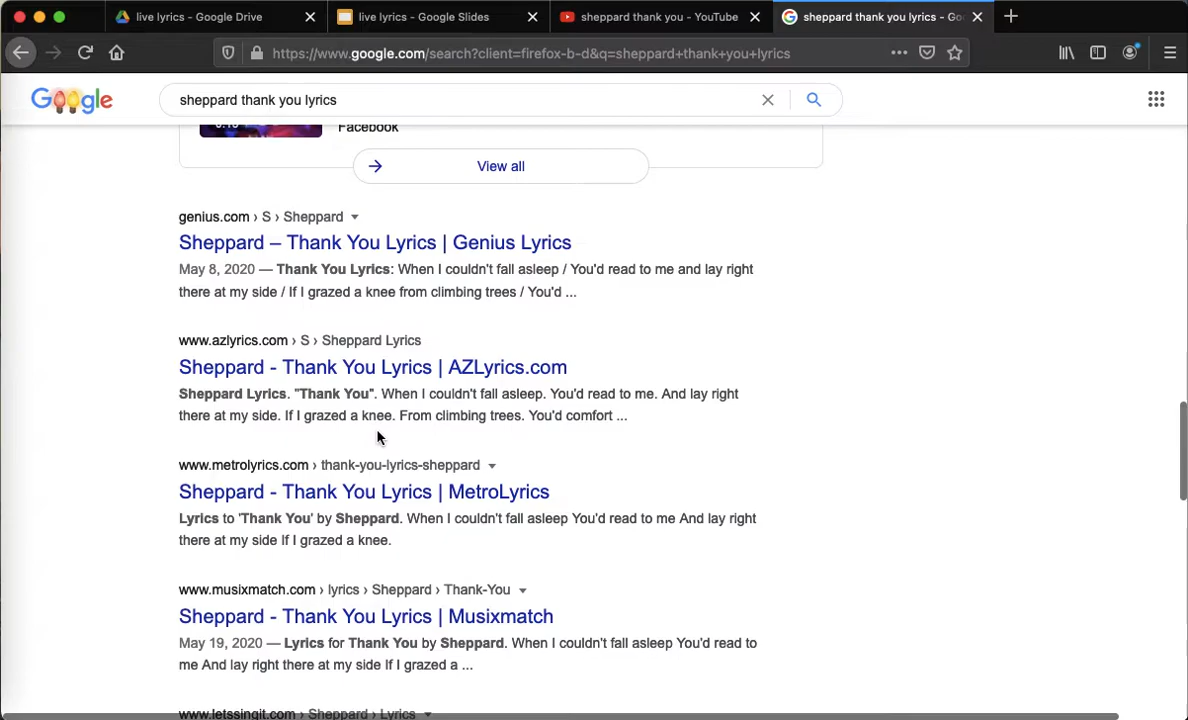 live lyrics - Google Drive
live lyrics - Google Slides
sheppard thank you - YouTube
sheppard thank you lyrics - Go
https://www.google.com/search?client=firefox-b-d&q=sheppard+thank+you+lyrics
Google
sheppard thank you lyrics
Facebook
View all
genius.com › S › Sheppard
Sheppard – Thank You Lyrics | Genius Lyrics
May 8, 2020 — Thank You Lyrics: When I couldn't fall asleep / You'd read to me and lay right
there at my side / If I grazed a knee from climbing trees / You'd ...
www.azlyrics.com › S › Sheppard Lyrics
Sheppard - Thank You Lyrics | AZLyrics.com
Sheppard Lyrics. "Thank You". When I couldn't fall asleep. You'd read to me. And lay right
there at my side. If I grazed a knee. From climbing trees. You'd comfort ...
www.metrolyrics.com › thank-you-lyrics-sheppard
Sheppard - Thank You Lyrics | MetroLyrics
Lyrics to 'Thank You' by Sheppard. When I couldn't fall asleep You'd read to me And lay right
there at my side If I grazed a knee.
www.musixmatch.com › lyrics › Sheppard › Thank-You
Sheppard - Thank You Lyrics | Musixmatch
May 19, 2020 — Lyrics for Thank You by Sheppard. When I couldn't fall asleep You'd read to
me And lay right there at my side If I grazed a ...
www.letssingit.com › Sheppard › Lyrics